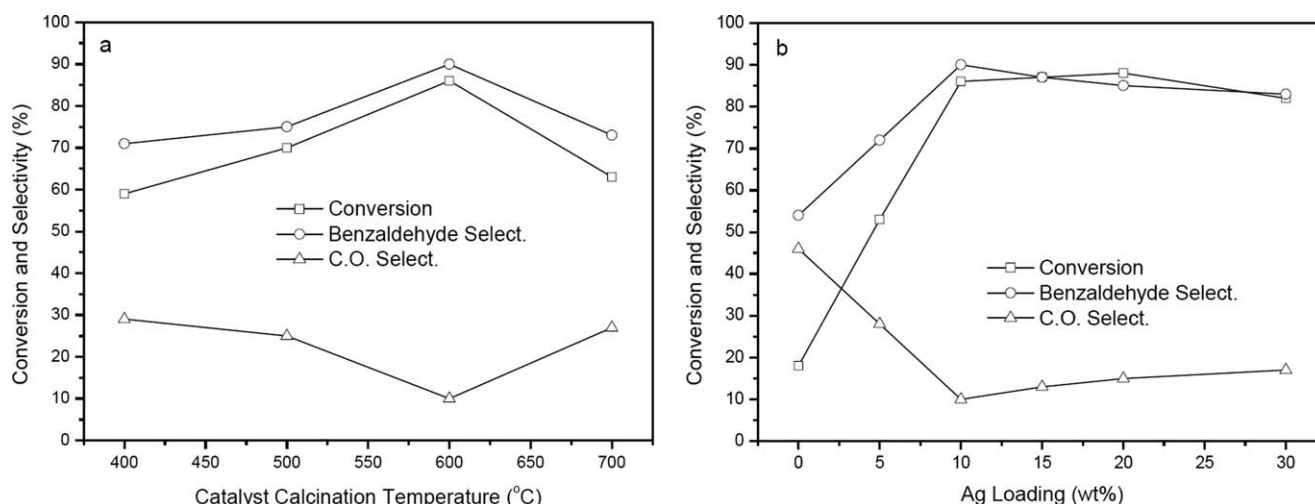 a
Conversion and Selectivity (%)
100
90
80
70
60
50
40
30
20
10
0
Conversion
Benzaldehyde Select.
C.O. Select.
400 450 500 550 600 650 700
Catalyst Calcination Temperature (°C)
b
Conversion and Selectivity (%)
100
90
80
70
60
50
40
30
20
10
0
Conversion
Benzaldehyde Select.
C.O. Select.
0 5 10 15 20 25 30
Ag Loading (wt%)